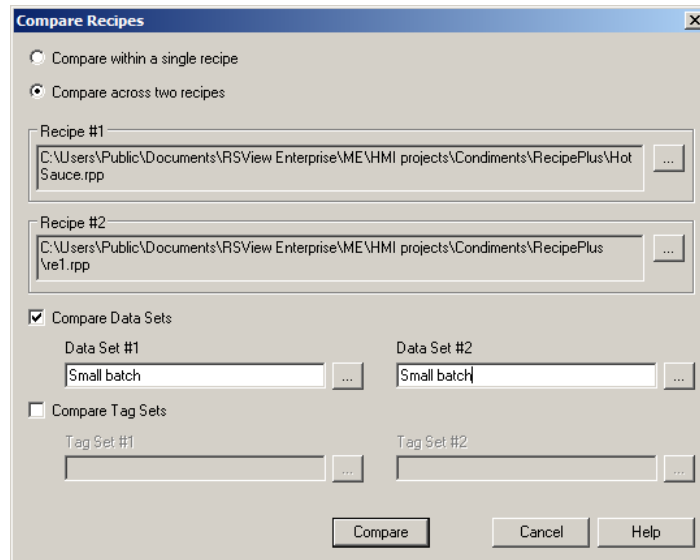 Compare Recipes
Compare within a single recipe
Compare across two recipes
Recipe #1
C:\Users\Public\Documents\RSView Enterprise\ME\HMI projects\Condiments\RecipePlus\Hot
Sauce.rpp
...
Recipe #2
C:\Users\Public\Documents\RSView Enterprise\ME\HMI projects\Condiments\RecipePlus
\re1.rpp
...
Compare Data Sets
Data Set #1 Data Set #2
Small batch ... Small batch ...
Compare Tag Sets
Tag Set #1 Tag Set #2
... ...
Compare Cancel Help